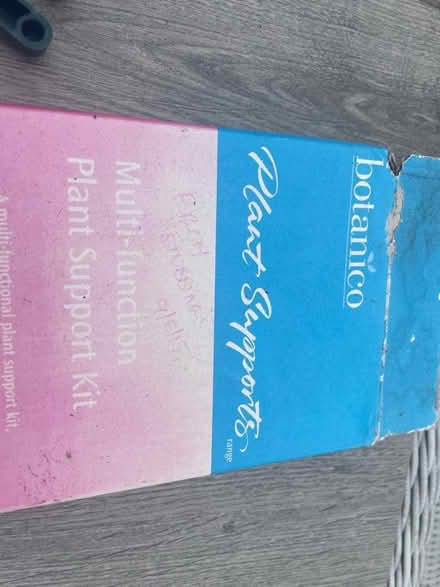 botanico
Plant Supports
range
Multi-function
Plant Support Kit
A multi-functional plant support kit,